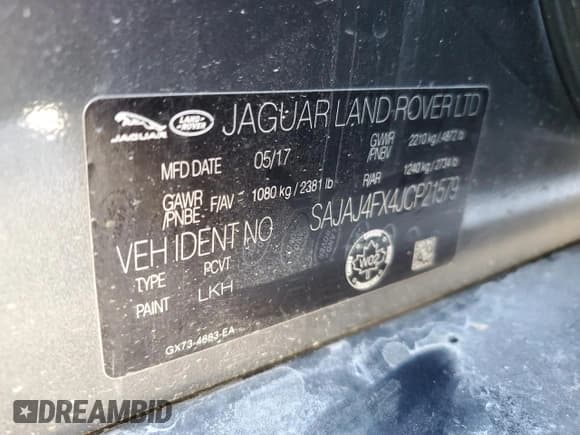 JAGUAR LAND ROVER JAGUAR LAND ROVER LTD
MFD DATE 05/17 GVWR /PNBV 2210 kg / 4872 lb
GAWR /PNBE F/AV 1080 kg / 2381 lb R/AR 1240 kg / 2734 lb
VEH IDENT NO SAJAJ4FX4JCP21579
TYPE PCVT
PAINT LKH
W02
GX73-4663-EA
DREAMBID